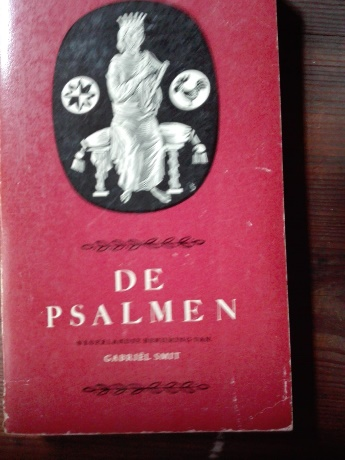 DE
PSALMEN
NEDERLANDSE BERIJMING VAN
GABRIËL SMIT